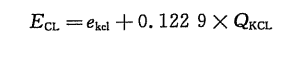 E_CL = e_kcl + 0.122 9 × Q_KCL